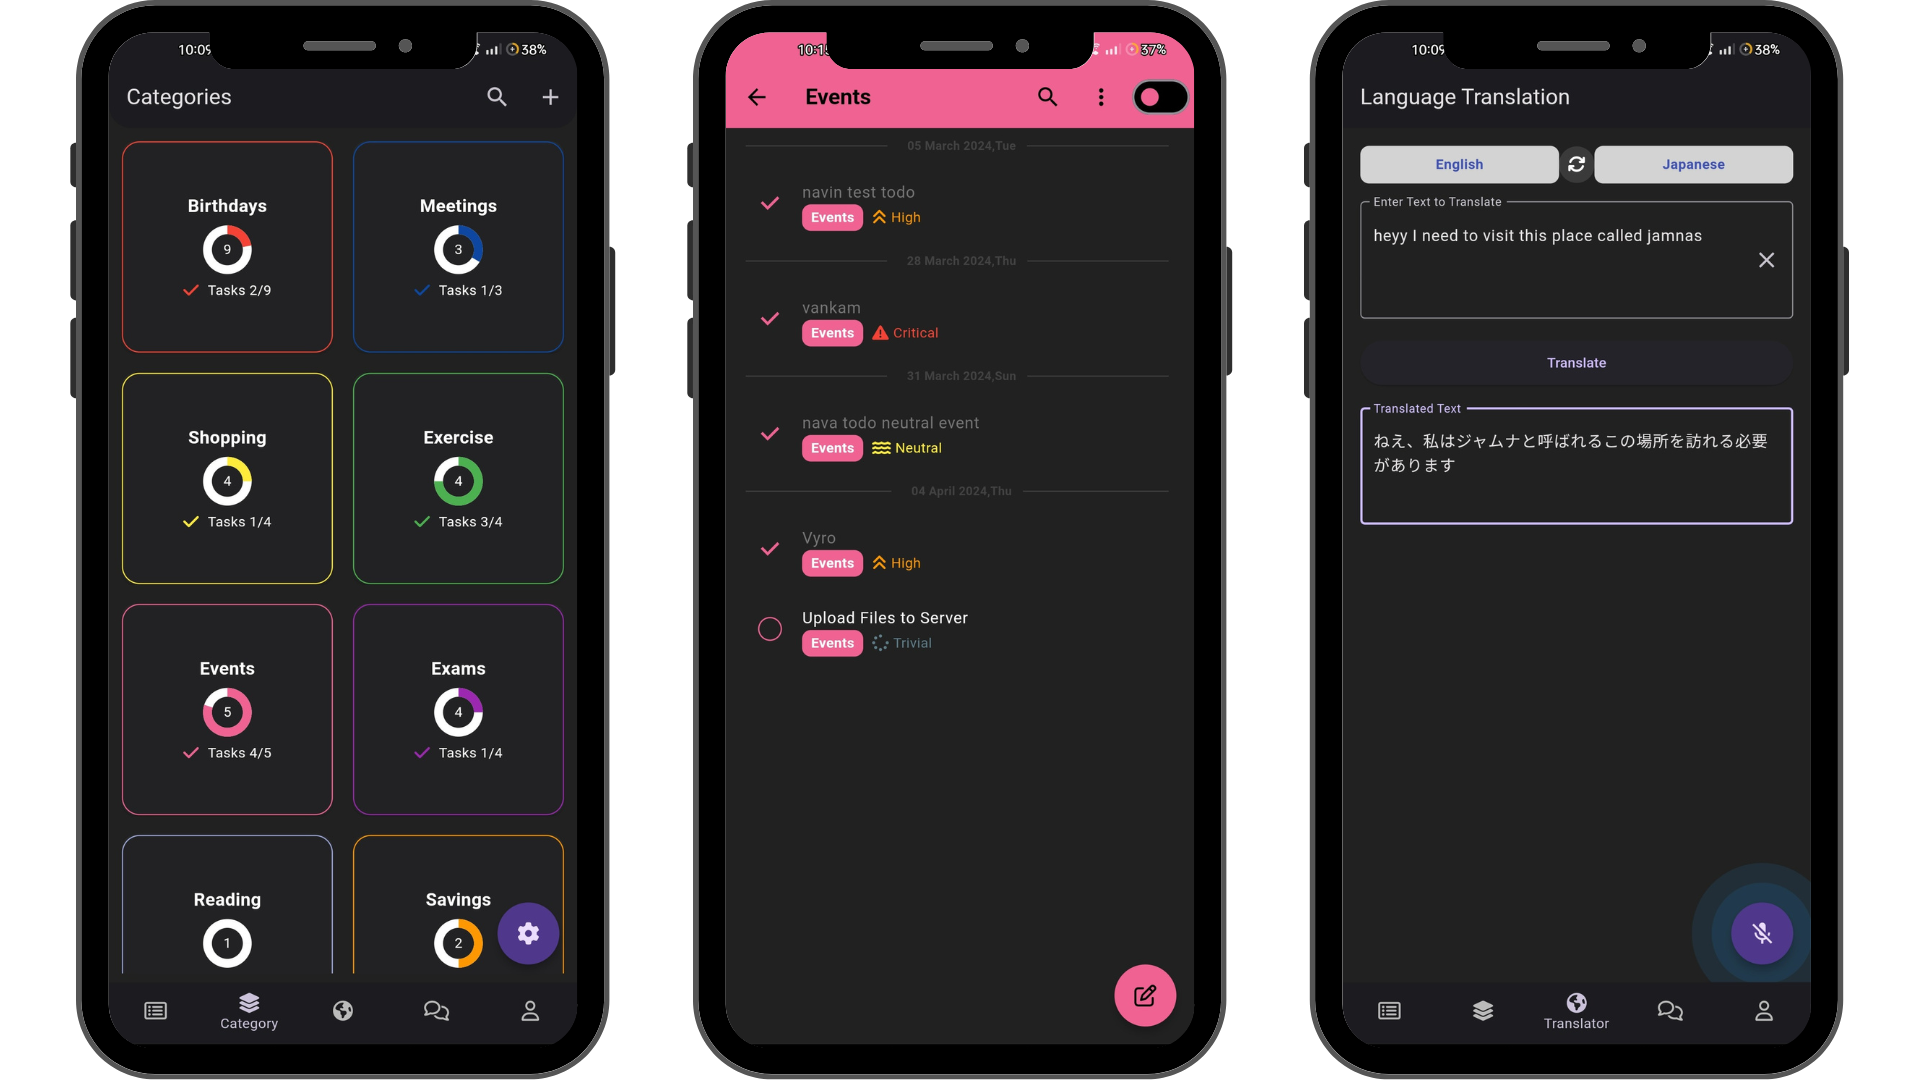 10:09
38%
Categories
Birthdays
9
Tasks 2/9
Meetings
3
Tasks 1/3
Shopping
4
Tasks 1/4
Exercise
4
Tasks 3/4
Events
5
Tasks 4/5
Exams
4
Tasks 1/4
Reading
1
Savings
2
Category
37%
Events
05 March 2024,Tue
navin test todo
Events High
28 March 2024,Thu
vankam
Events Critical
31 March 2024,Sun
nava todo neutral event
Events Neutral
04 April 2024,Thu
Vyro
Events High
Upload Files to Server
Events Trivial
10:09
38%
Language Translation
English
Japanese
Enter Text to Translate
heyy I need to visit this place called jamnas
Translate
Translated Text
ねえ、私はジャムナと呼ばれるこの場所を訪れる必要
があります
Translator